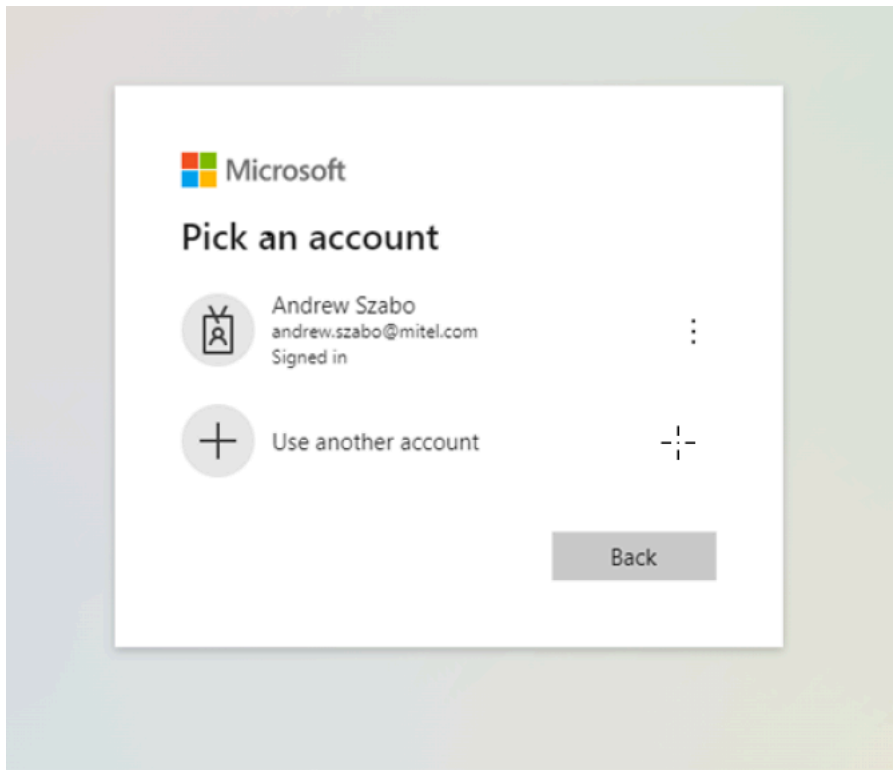 Microsoft
Pick an account
Andrew Szabo
andrew.szabo@mitel.com
Signed in
Use another account
Back